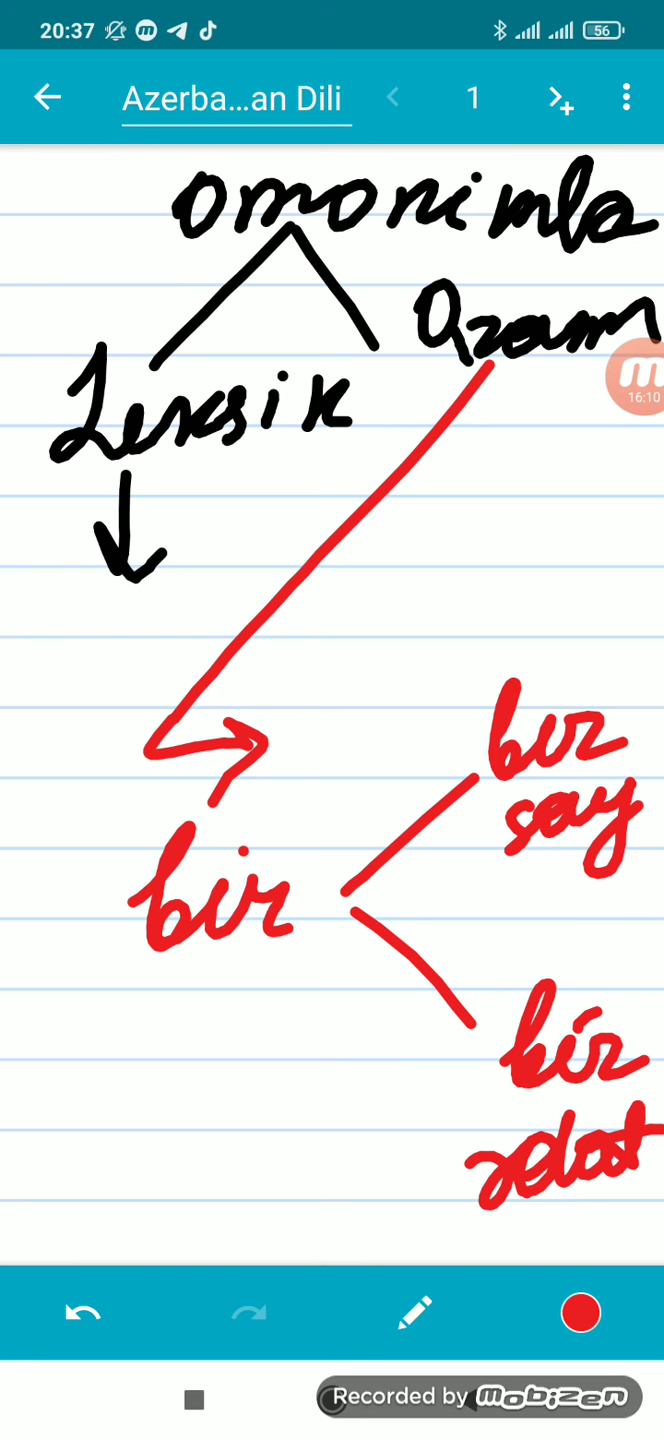 20:37
56
Azerba...an Dili
1
omonimlə
Qram
16:10
Leksik
bir
say
bir
bir
ədat
Recorded by mobizen